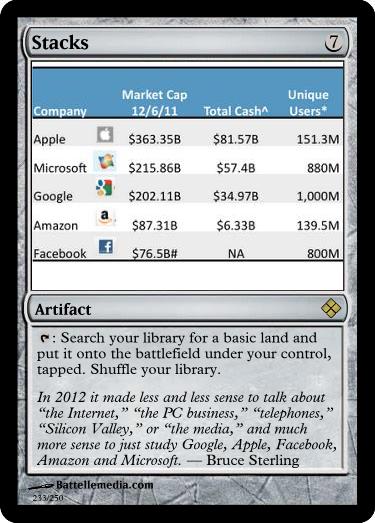 Stacks 7
Market Cap Unique
Company 12/6/11 Total Cash^ Users*
Apple $363.35B $81.57B 151.3M
Microsoft $215.86B $57.4B 880M
Google $202.11B $34.97B 1,000M
Amazon a $87.31B $6.33B 139.5M
Facebook f $76.5B# NA 800M
Artifact
: Search your library for a basic land and
put it onto the battlefield under your control,
tapped. Shuffle your library.
In 2012 it made less and less sense to talk about
“the Internet,” “the PC business,” “telephones,”
“Silicon Valley,” or “the media,” and much
more sense to just study Google, Apple, Facebook,
Amazon and Microsoft. — Bruce Sterling
Battellemedia.com
233/250